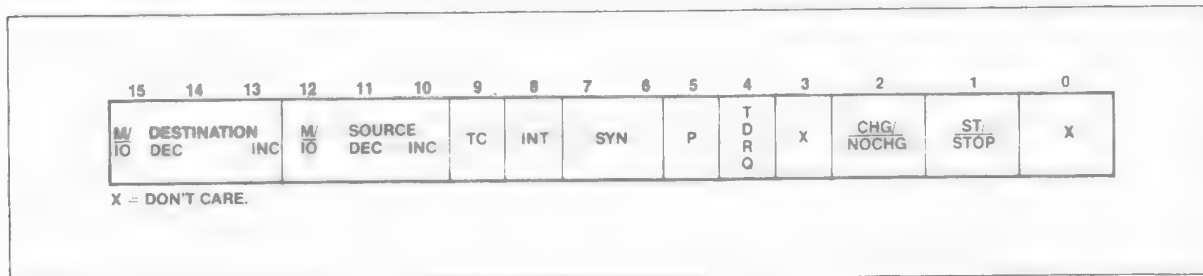 15 14 13 12 11 10 9 8 7 6 5 4 3 2 1 0
M/ IO DESTINATION DEC INC
M/ IO SOURCE DEC INC
TC
INT
SYN
P
TDRQ
X
CHG/ NOCHG
ST/ STOP
X
X = DON'T CARE.